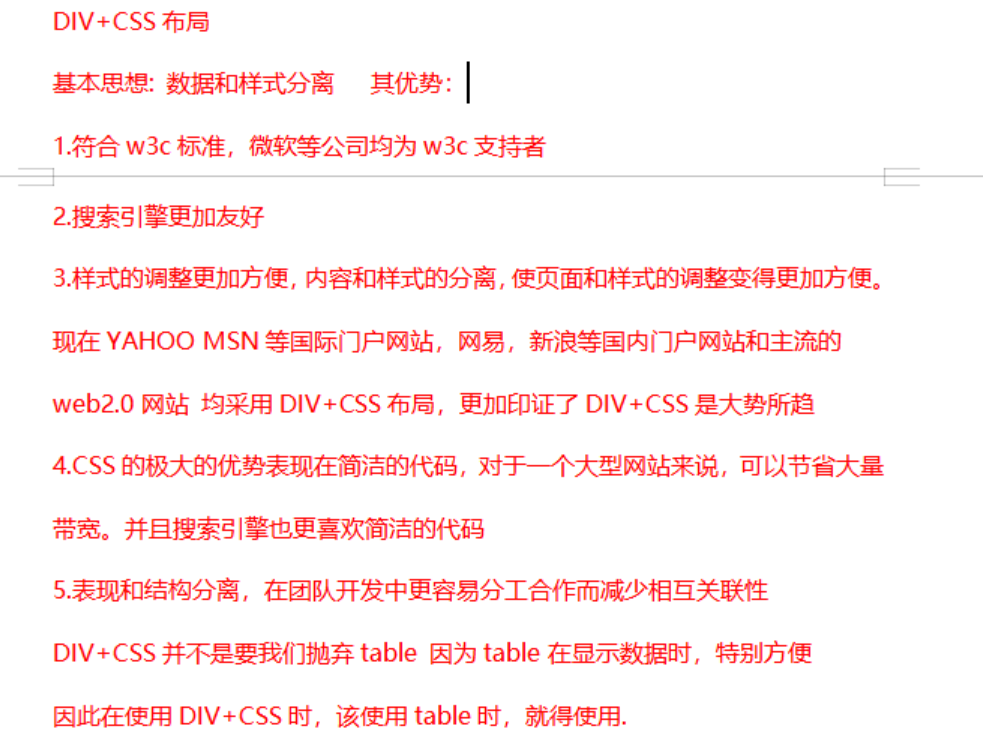 DIV+CSS 布局
基本思想: 数据和样式分离 其优势:
1.符合 w3c 标准，微软等公司均为 w3c 支持者
2.搜索引擎更加友好
3.样式的调整更加方便, 内容和样式的分离, 使页面和样式的调整变得更加方便。
现在 YAHOO MSN 等国际门户网站，网易，新浪等国内门户网站和主流的
web2.0 网站 均采用 DIV+CSS 布局，更加印证了 DIV+CSS 是大势所趋
4.CSS 的极大的优势表现在简洁的代码，对于一个大型网站来说，可以节省大量
带宽。并且搜索引擎也更喜欢简洁的代码
5.表现和结构分离，在团队开发中更容易分工合作而减少相互关联性
DIV+CSS 并不是要我们抛弃 table 因为 table 在显示数据时，特别方便
因此在使用 DIV+CSS 时，该使用 table 时，就得使用.